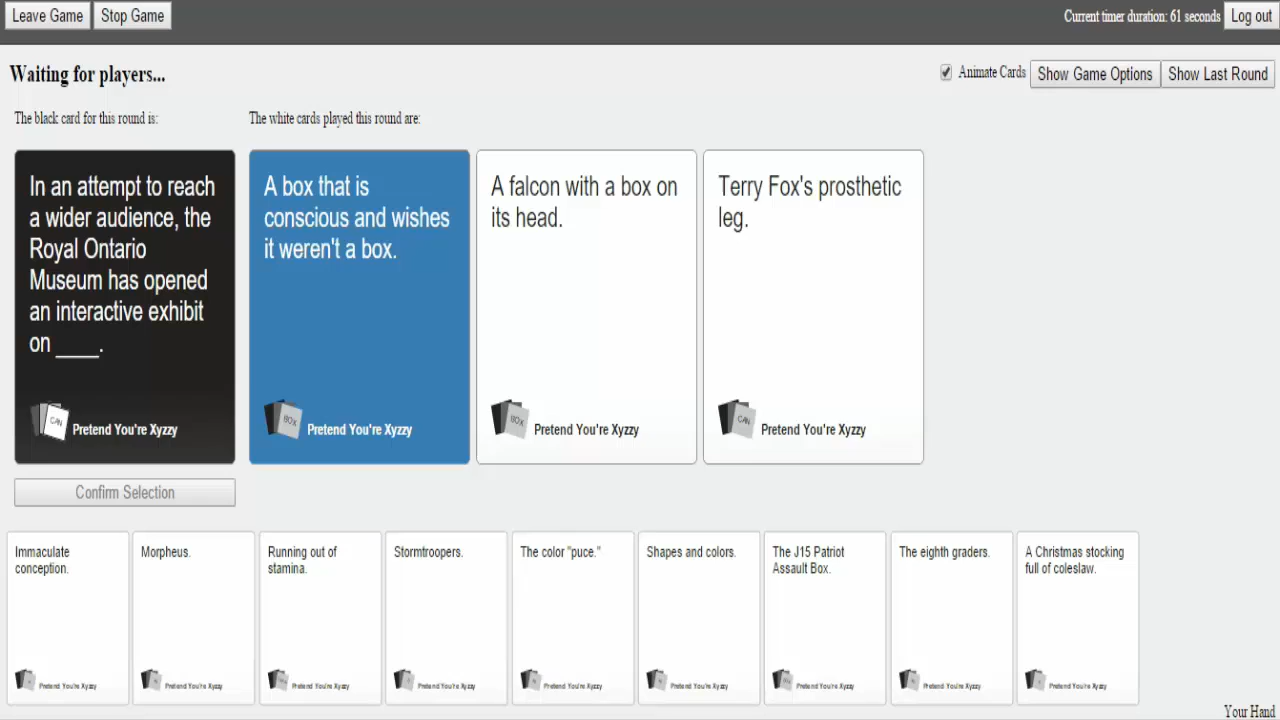 Leave Game Stop Game Current timer duration: 61 seconds Log out
Waiting for players... Animate Cards Show Game Options Show Last Round
The black card for this round is: The white cards played this round are:
In an attempt to reach
a wider audience, the
Royal Ontario
Museum has opened
an interactive exhibit
on ____.
CAN Pretend You're Xyzzy
A box that is
conscious and wishes
it weren't a box.
BOX Pretend You're Xyzzy
A falcon with a box on
its head.
BOX Pretend You're Xyzzy
Terry Fox's prosthetic
leg.
CAN Pretend You're Xyzzy
Confirm Selection
Immaculate
conception.
Pretend You're Xyzzy
Morpheus.
Pretend You're Xyzzy
Running out of
stamina.
Pretend You're Xyzzy
Stormtroopers.
Pretend You're Xyzzy
The color "puce."
Pretend You're Xyzzy
Shapes and colors.
Pretend You're Xyzzy
The J15 Patriot
Assault Box.
Pretend You're Xyzzy
The eighth graders.
Pretend You're Xyzzy
A Christmas stocking
full of coleslaw.
Pretend You're Xyzzy
Your Hand